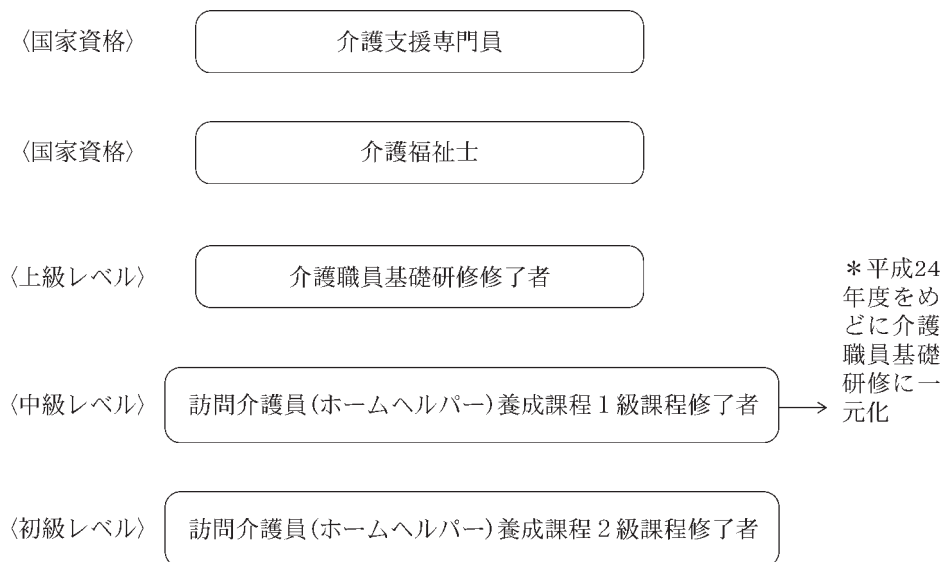 〈国家資格〉 介護支援専門員
〈国家資格〉 介護福祉士
〈上級レベル〉 介護職員基礎研修修了者
〈中級レベル〉 訪問介護員(ホームヘルパー)養成課程1級課程修了者
〈初級レベル〉 訪問介護員(ホームヘルパー)養成課程2級課程修了者
＊平成24
年度をめ
どに介護
職員基礎
研修に一
元化